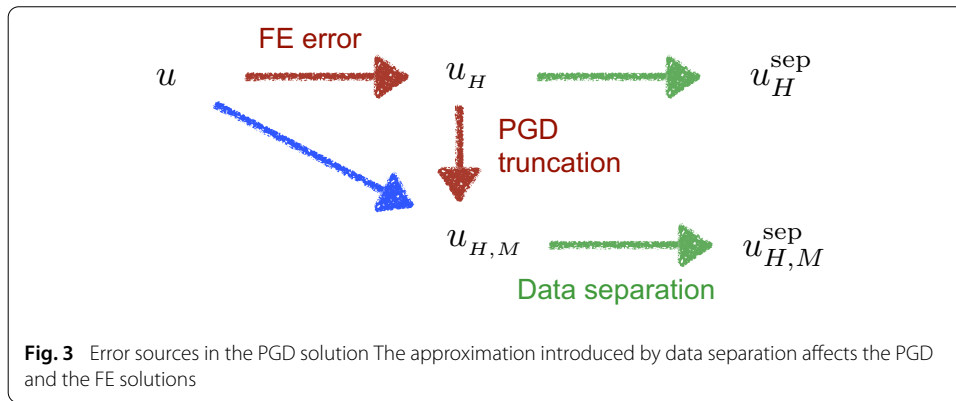 FE error
u u_H u_H^sep
PGD
truncation
u_{H,M} u_{H,M}^sep
Data separation
Fig. 3 Error sources in the PGD solution The approximation introduced by data separation affects the PGD
and the FE solutions